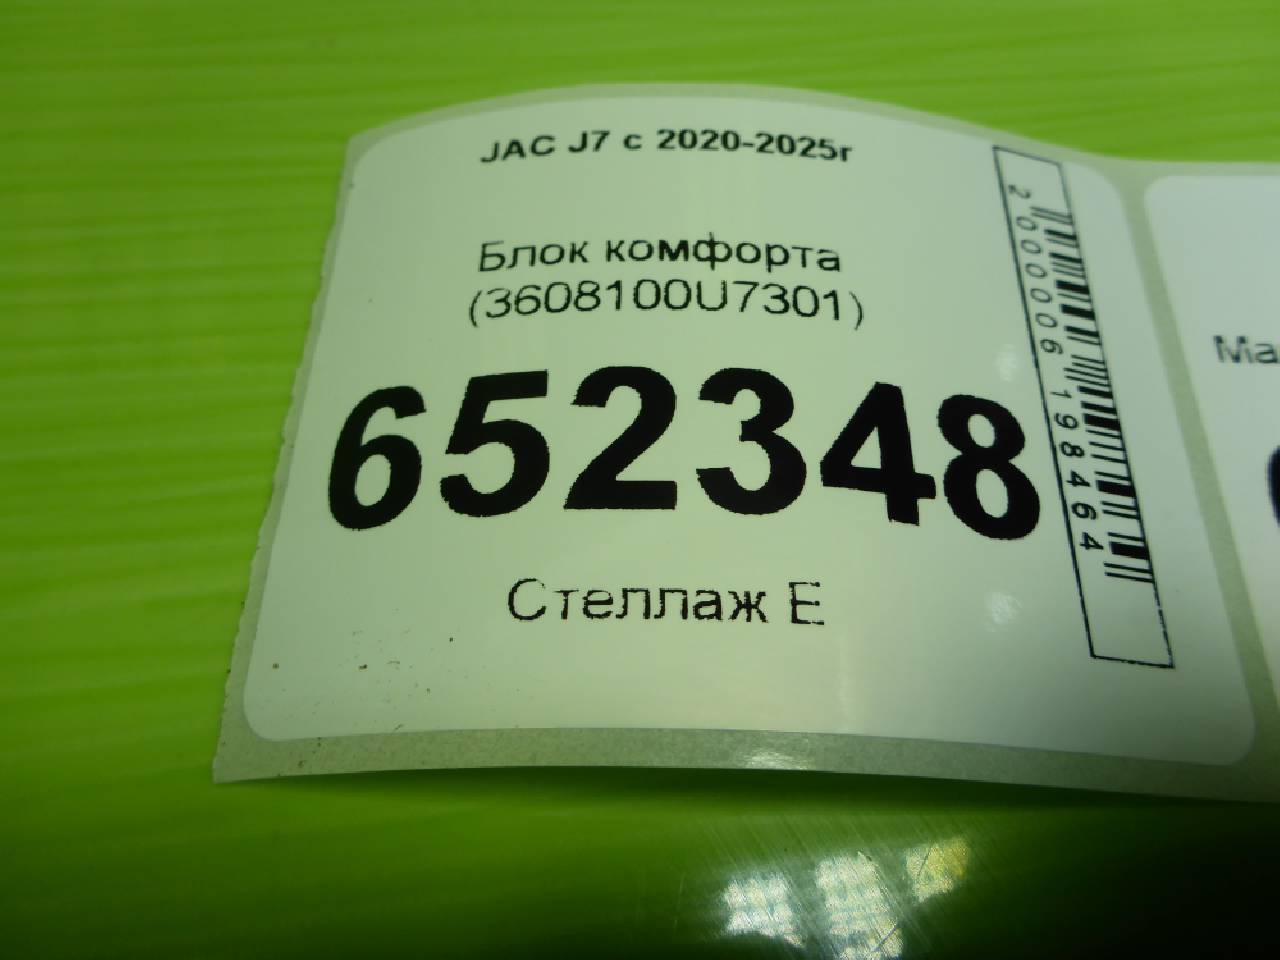 JAC J7 с 2020-2025г
Блок комфорта
(3608100U7301)
652348
Стеллаж Е
2000006198464